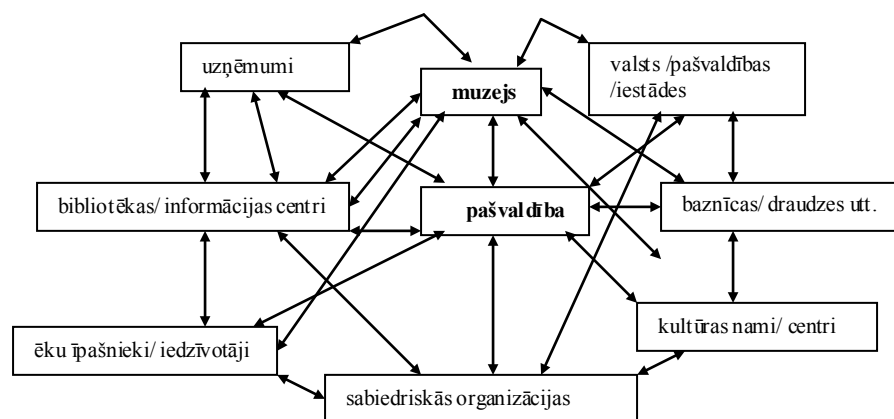 uzņēmumi
muzejs
valsts /pašvaldības
/iestādes
bibliotēkas/ informācijas centri
pašvaldība
baznīcas/ draudzes utt.
ēku īpašnieki/ iedzīvotāji
sabiedriskās organizācijas
kultūras nami/ centri